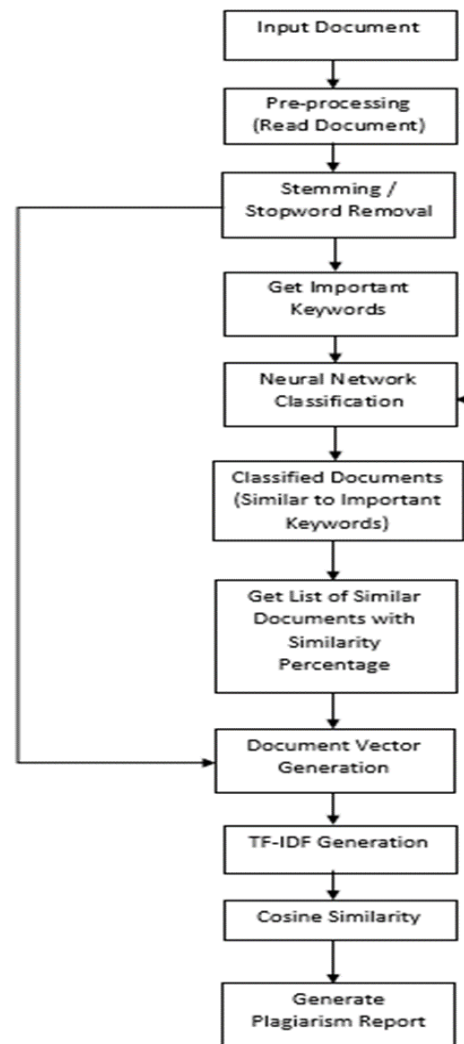 Input Document
Pre-processing
(Read Document)
Stemming /
Stopword Removal
Get Important
Keywords
Neural Network
Classification
Classified Documents
(Similar to Important
Keywords)
Get List of Similar
Documents with
Similarity
Percentage
Document Vector
Generation
TF-IDF Generation
Cosine Similarity
Generate
Plagiarism Report